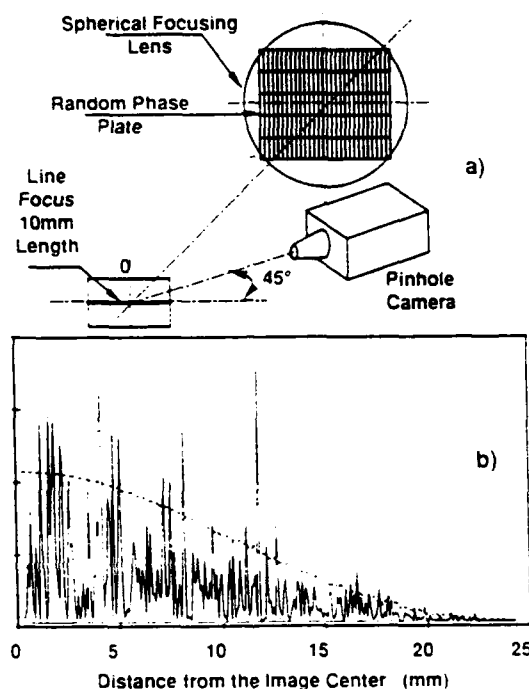 Spherical Focusing
Lens
Random Phase
Plate
a)
Line
Focus
10mm
Length
0
45°
Pinhole
Camera
b)
0
5
10
15
20
25
Distance from the Image Center (mm)